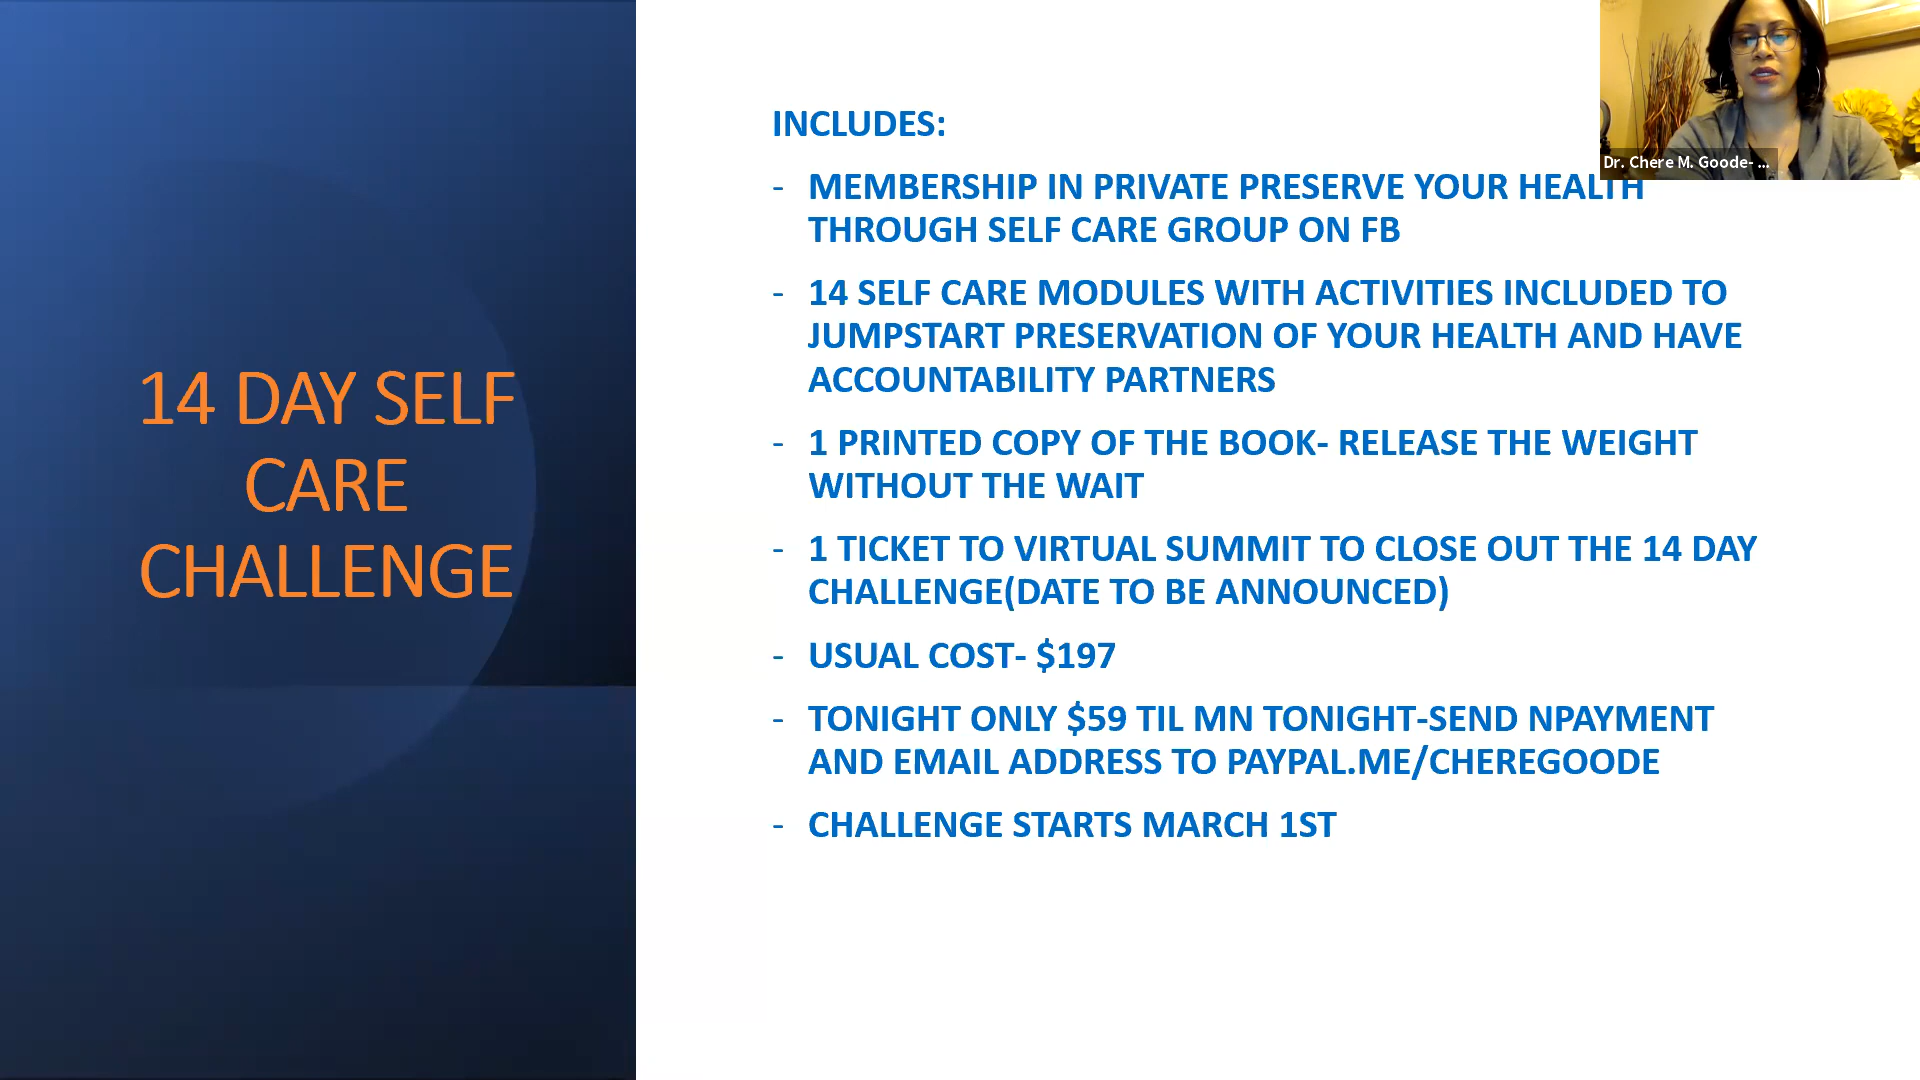 14 DAY SELF
CARE
CHALLENGE
INCLUDES:
- MEMBERSHIP IN PRIVATE PRESERVE YOUR HEALTH
THROUGH SELF CARE GROUP ON FB
- 14 SELF CARE MODULES WITH ACTIVITIES INCLUDED TO
JUMPSTART PRESERVATION OF YOUR HEALTH AND HAVE
ACCOUNTABILITY PARTNERS
- 1 PRINTED COPY OF THE BOOK- RELEASE THE WEIGHT
WITHOUT THE WAIT
- 1 TICKET TO VIRTUAL SUMMIT TO CLOSE OUT THE 14 DAY
CHALLENGE(DATE TO BE ANNOUNCED)
- USUAL COST- $197
- TONIGHT ONLY $59 TIL MN TONIGHT-SEND NPAYMENT
AND EMAIL ADDRESS TO PAYPAL.ME/CHEREGOODE
- CHALLENGE STARTS MARCH 1ST
Dr. Chere M. Goode- ...